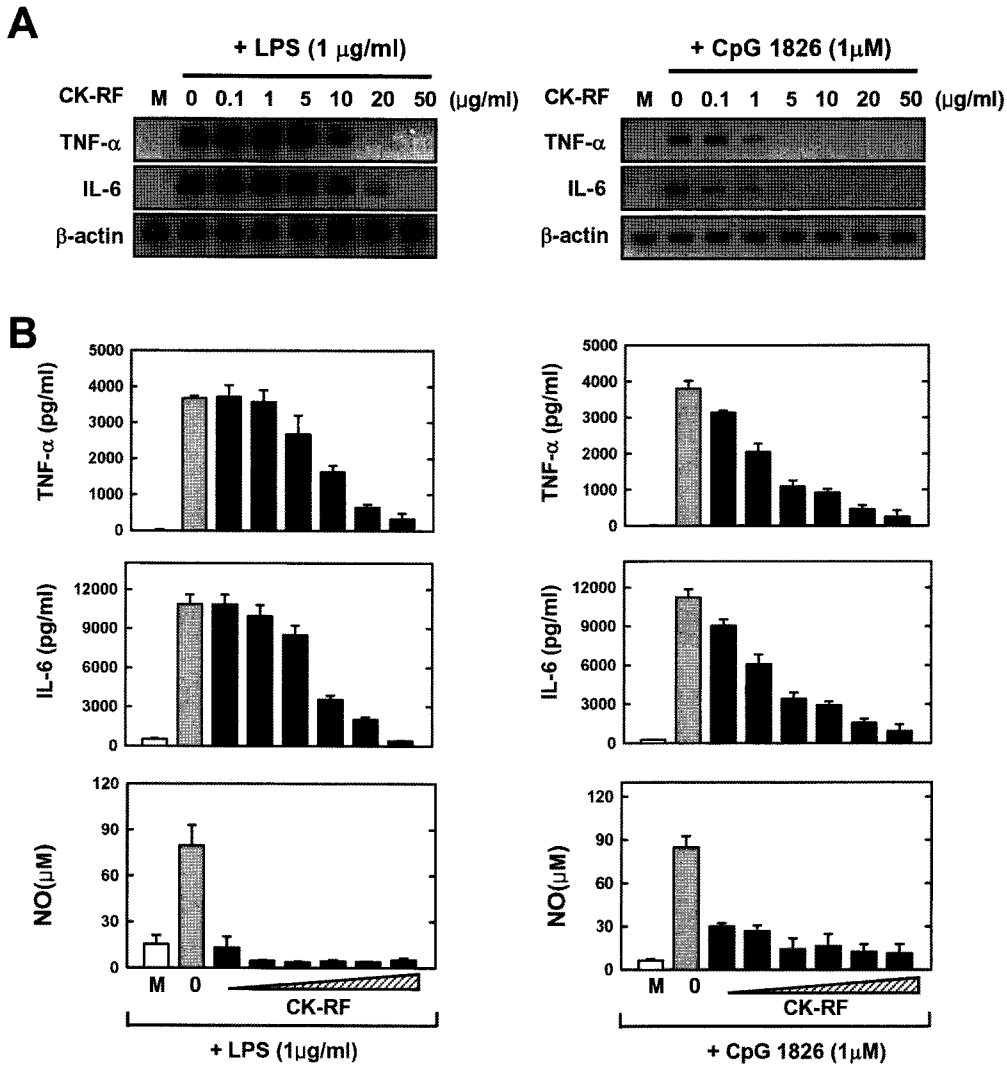 A
+ LPS (1 μg/ml)
CK-RF M 0 0.1 1 5 10 20 50 (μg/ml)
TNF-α
IL-6
β-actin
+ CpG 1826 (1μM)
CK-RF M 0 0.1 1 5 10 20 50 (μg/ml)
TNF-α
IL-6
β-actin
B
TNF-α (pg/ml)
5000
4000
3000
2000
1000
0
TNF-α (pg/ml)
5000
4000
3000
2000
1000
0
IL-6 (pg/ml)
12000
9000
6000
3000
0
IL-6 (pg/ml)
12000
9000
6000
3000
0
NO(μM)
120
90
60
30
0
M 0
CK-RF
+ LPS (1μg/ml)
NO(μM)
120
90
60
30
0
M 0
CK-RF
+ CpG 1826 (1μM)